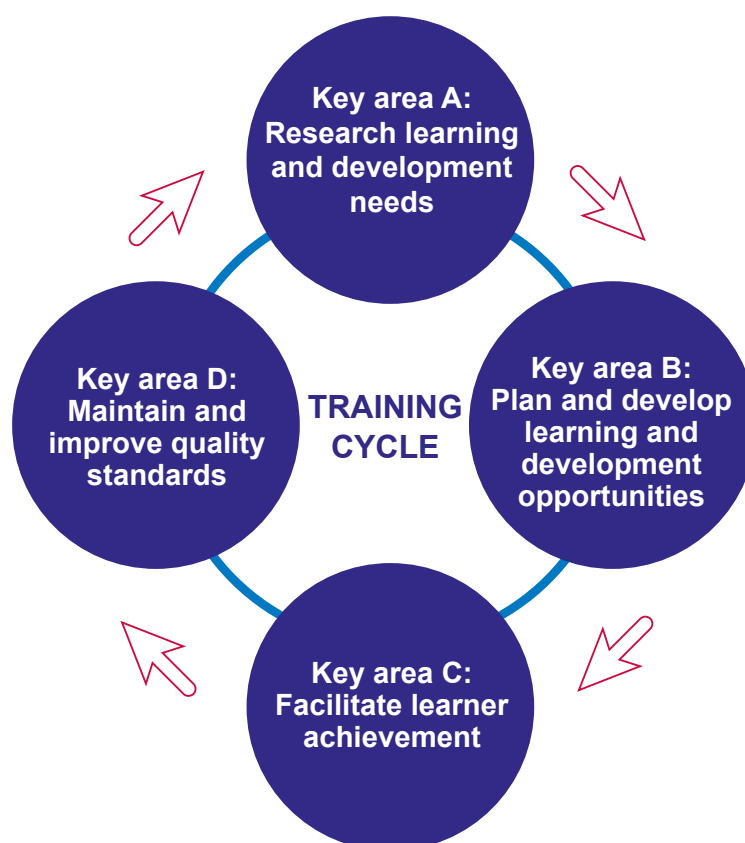 Key area A:
Research learning
and development
needs
Key area B:
Plan and develop
learning and
development
opportunities
Key area C:
Facilitate learner
achievement
Key area D:
Maintain and
improve quality
standards
TRAINING
CYCLE